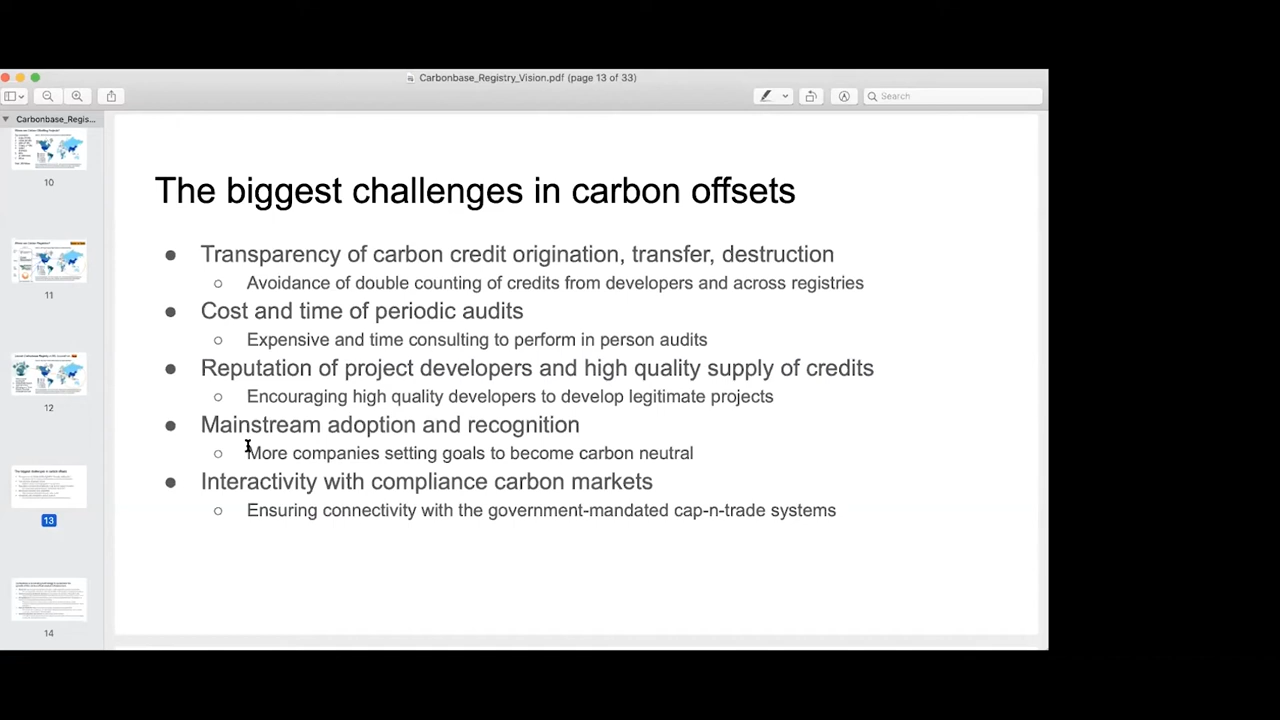 Carbonbase_Registry_Vision.pdf (page 13 of 33)
Search
Carbonbase_Regis...
10
11
12
13
14
The biggest challenges in carbon offsets
● Transparency of carbon credit origination, transfer, destruction
○ Avoidance of double counting of credits from developers and across registries
● Cost and time of periodic audits
○ Expensive and time consulting to perform in person audits
● Reputation of project developers and high quality supply of credits
○ Encouraging high quality developers to develop legitimate projects
● Mainstream adoption and recognition
○ More companies setting goals to become carbon neutral
● Interactivity with compliance carbon markets
○ Ensuring connectivity with the government-mandated cap-n-trade systems